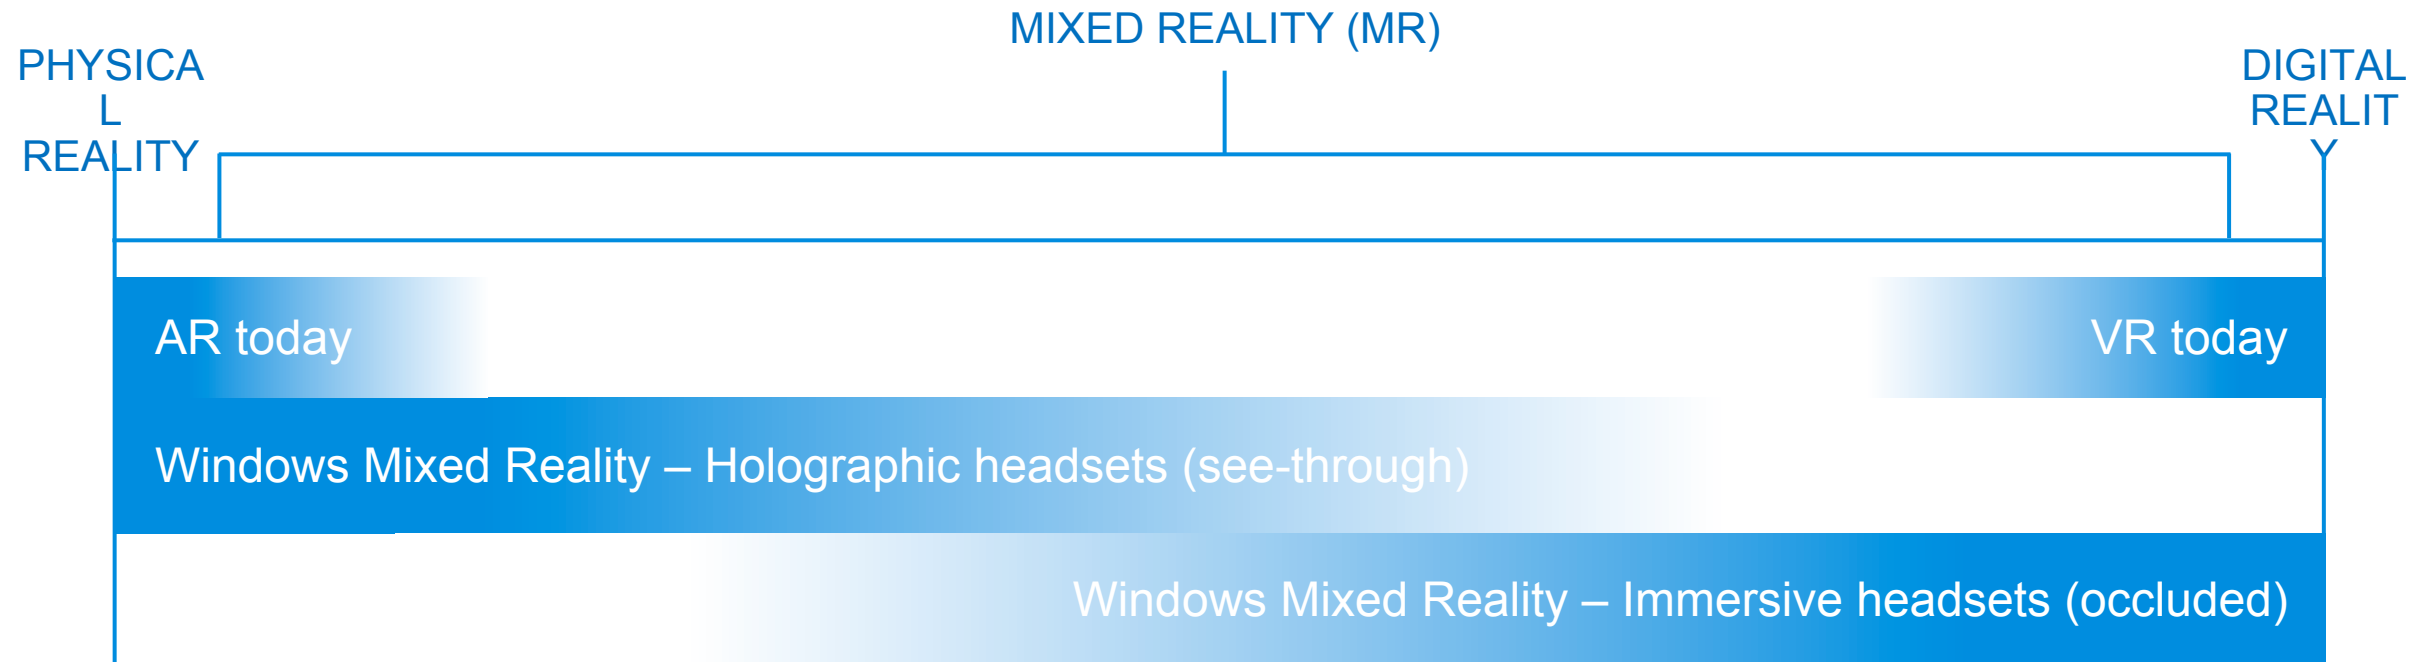 MIXED REALITY (MR)
PHYSICA
L
REALITY
DIGITAL
REALIT
Y
AR today
VR today
Windows Mixed Reality – Holographic headsets (see-through)
Windows Mixed Reality – Immersive headsets (occluded)